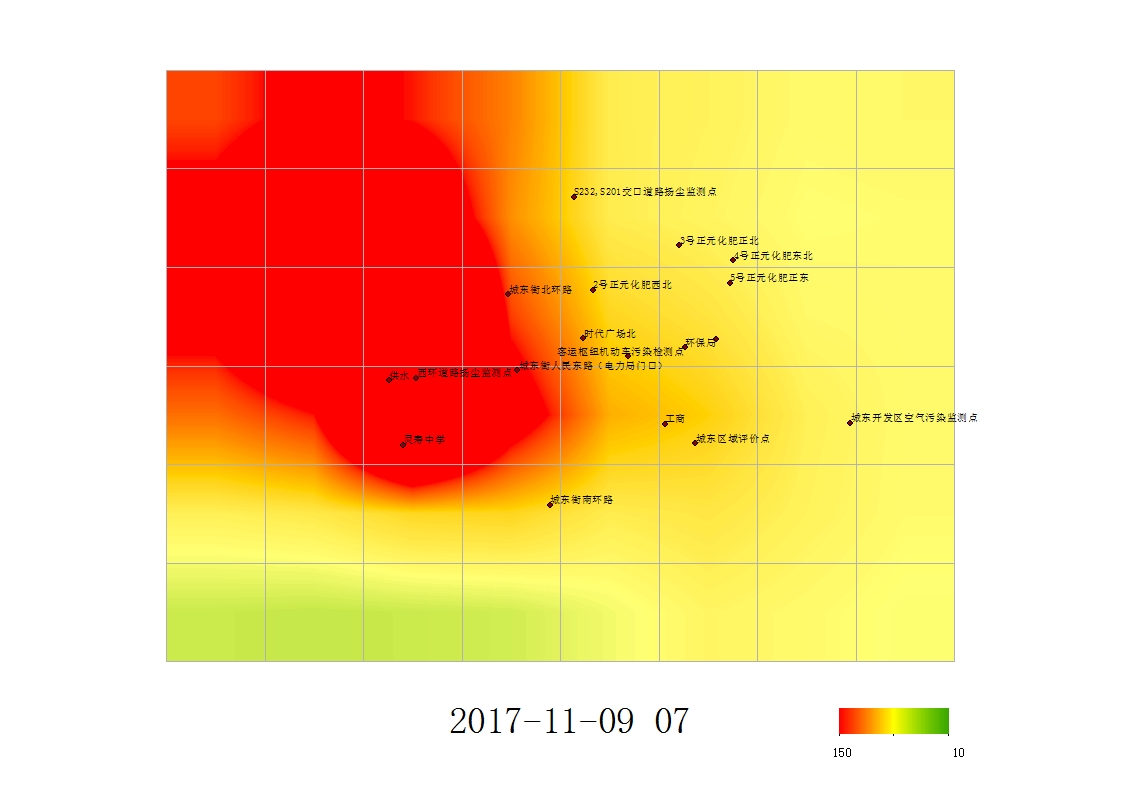 S232,S201交口道路扬尘监测点
3号正元化肥正北
4号正元化肥东北
5号正元化肥正东
2号正元化肥西北
城东街北环路
时代广场北
环保局
客运枢纽机动车污染检测点
城东街人民东路（电力局门口）
西环道路扬尘监测点
供水
工商
城东开发区空气污染监测点
城东区域评价点
灵寿中学
城东街南环路
2017-11-09 07
150
10